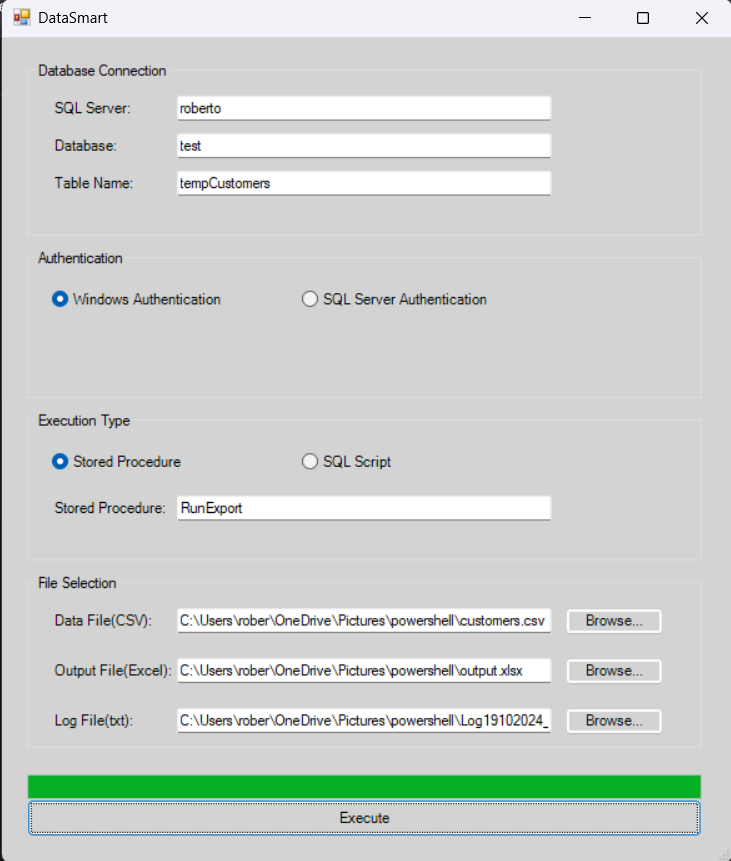 DataSmart
Database Connection
SQL Server: roberto
Database: test
Table Name: tempCustomers
Authentication
Windows Authentication SQL Server Authentication
Execution Type
Stored Procedure SQL Script
Stored Procedure: RunExport
File Selection
Data File(CSV): C:\Users\rober\OneDrive\Pictures\powershell\customers.csv Browse...
Output File(Excel): C:\Users\rober\OneDrive\Pictures\powershell\output.xlsx Browse...
Log File(txt): C:\Users\rober\OneDrive\Pictures\powershell\Log19102024_ Browse...
Execute